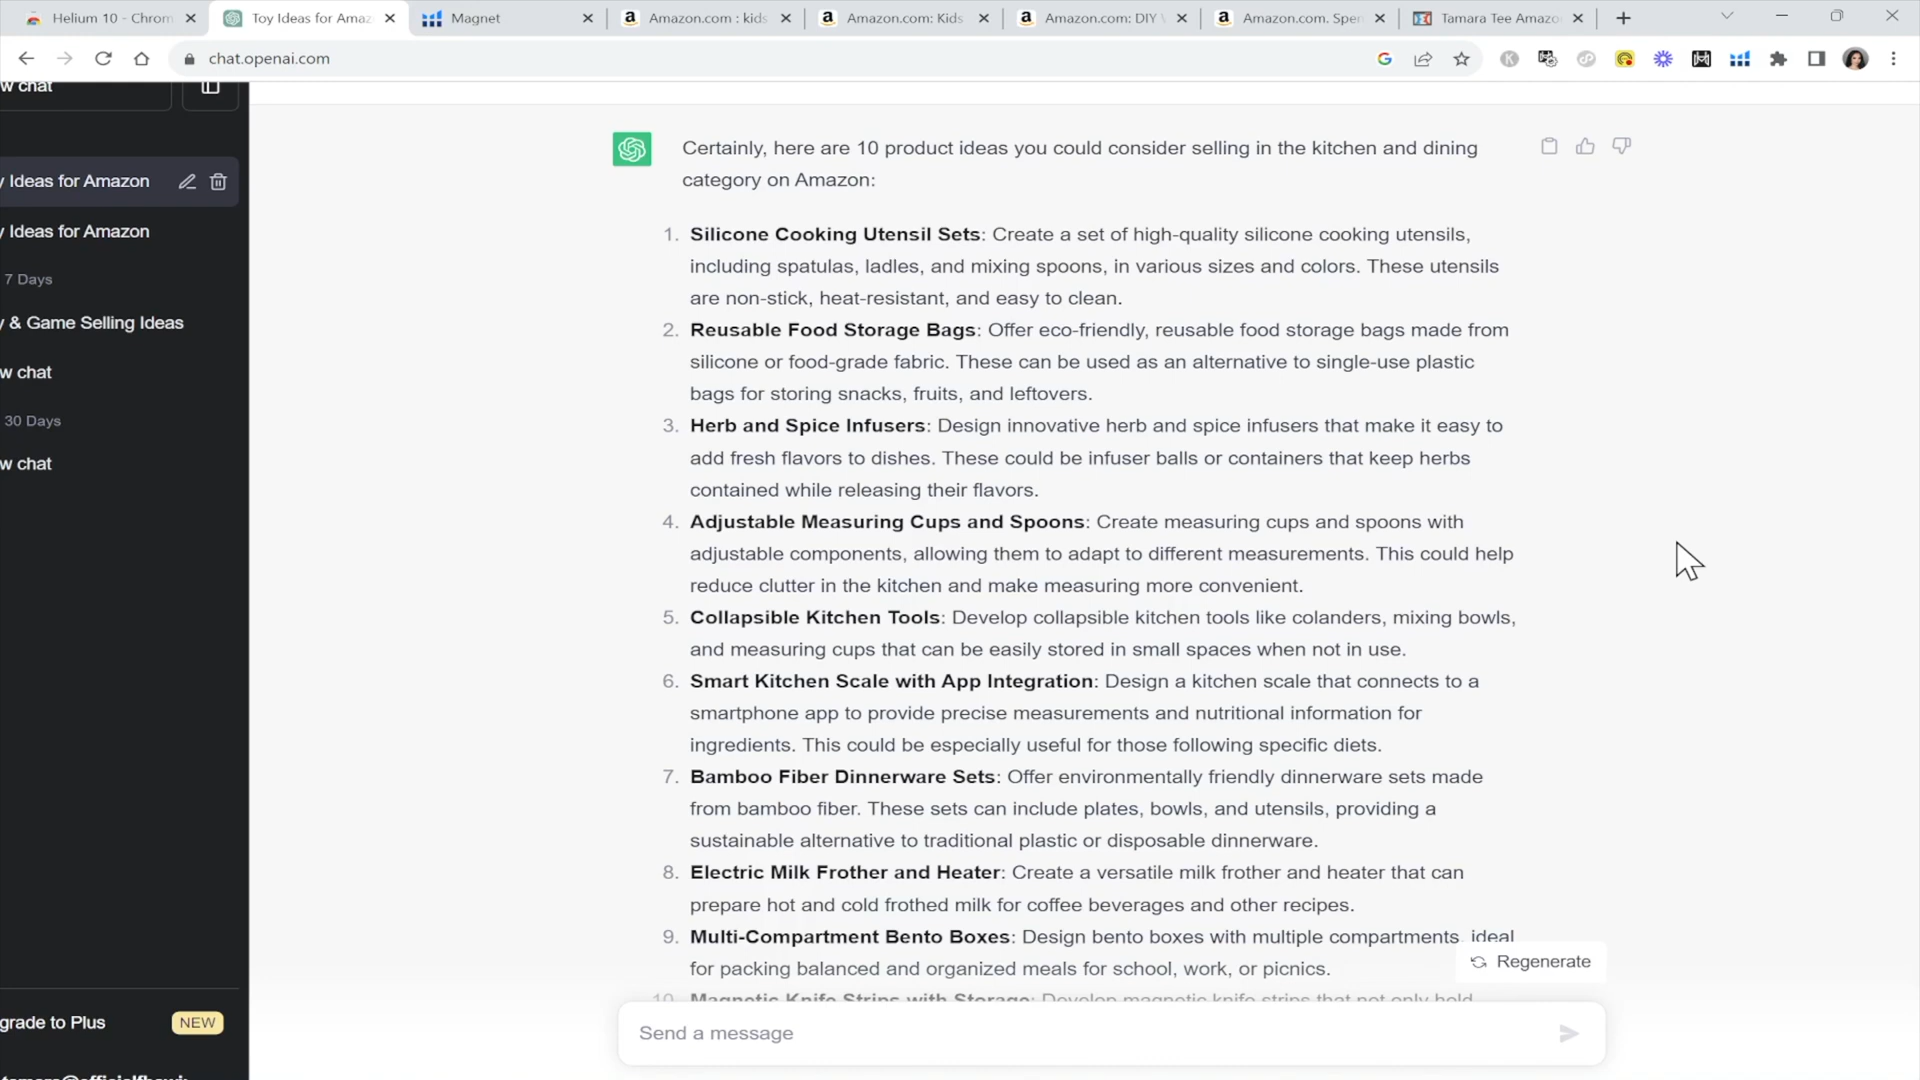 Helium 10 - Chrom
Toy Ideas for Amaz
Magnet
Amazon.com : kids
Amazon.com: Kids
Amazon.com: DIY
Amazon.com. Spen
Tamara Tee Amazo
chat.openai.com
w chat
y Ideas for Amazon
y Ideas for Amazon
7 Days
y & Game Selling Ideas
w chat
30 Days
w chat
grade to Plus
NEW
Certainly, here are 10 product ideas you could consider selling in the kitchen and dining
category on Amazon:
1. Silicone Cooking Utensil Sets: Create a set of high-quality silicone cooking utensils,
including spatulas, ladles, and mixing spoons, in various sizes and colors. These utensils
are non-stick, heat-resistant, and easy to clean.
2. Reusable Food Storage Bags: Offer eco-friendly, reusable food storage bags made from
silicone or food-grade fabric. These can be used as an alternative to single-use plastic
bags for storing snacks, fruits, and leftovers.
3. Herb and Spice Infusers: Design innovative herb and spice infusers that make it easy to
add fresh flavors to dishes. These could be infuser balls or containers that keep herbs
contained while releasing their flavors.
4. Adjustable Measuring Cups and Spoons: Create measuring cups and spoons with
adjustable components, allowing them to adapt to different measurements. This could help
reduce clutter in the kitchen and make measuring more convenient.
5. Collapsible Kitchen Tools: Develop collapsible kitchen tools like colanders, mixing bowls,
and measuring cups that can be easily stored in small spaces when not in use.
6. Smart Kitchen Scale with App Integration: Design a kitchen scale that connects to a
smartphone app to provide precise measurements and nutritional information for
ingredients. This could be especially useful for those following specific diets.
7. Bamboo Fiber Dinnerware Sets: Offer environmentally friendly dinnerware sets made
from bamboo fiber. These sets can include plates, bowls, and utensils, providing a
sustainable alternative to traditional plastic or disposable dinnerware.
8. Electric Milk Frother and Heater: Create a versatile milk frother and heater that can
prepare hot and cold frothed milk for coffee beverages and other recipes.
9. Multi-Compartment Bento Boxes: Design bento boxes with multiple compartments, ideal
for packing balanced and organized meals for school, work, or picnics.
10. Magnetic Knife Strips with Storage: Develop magnetic knife strips that not only hold
Regenerate
Send a message